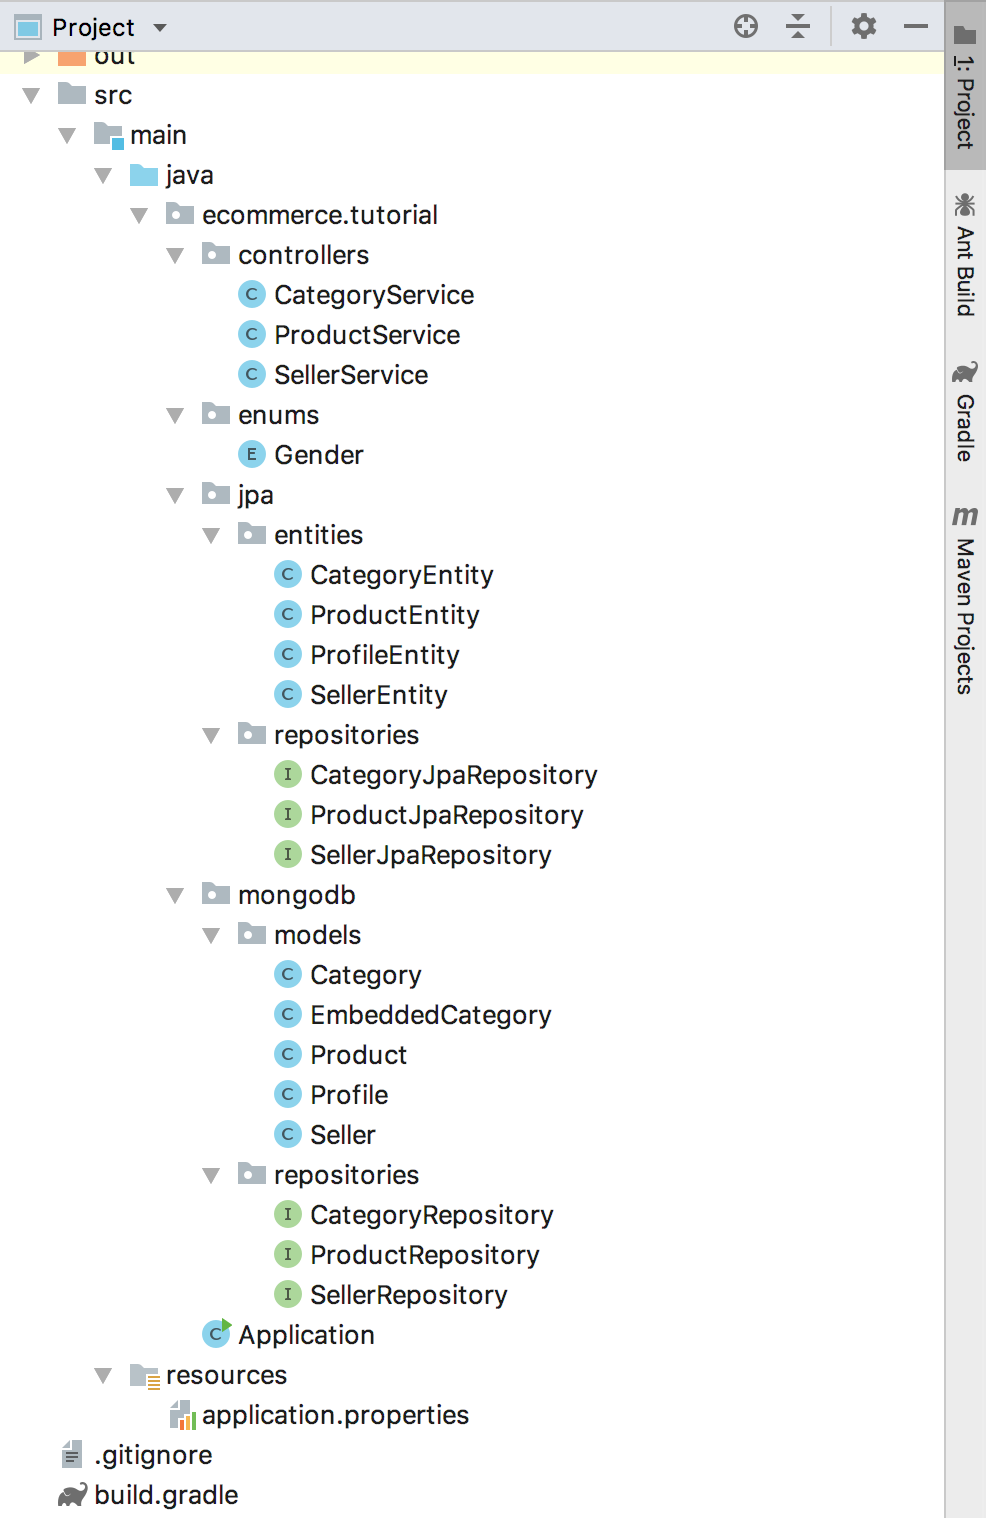 Project
out
src
main
java
ecommerce.tutorial
controllers
C CategoryService
C ProductService
C SellerService
enums
E Gender
jpa
entities
C CategoryEntity
C ProductEntity
C ProfileEntity
C SellerEntity
repositories
I CategoryJpaRepository
I ProductJpaRepository
I SellerJpaRepository
mongodb
models
C Category
C EmbeddedCategory
C Product
C Profile
C Seller
repositories
I CategoryRepository
I ProductRepository
I SellerRepository
C Application
resources
application.properties
.gitignore
build.gradle
1: Project
Ant Build
Gradle
m Maven Projects